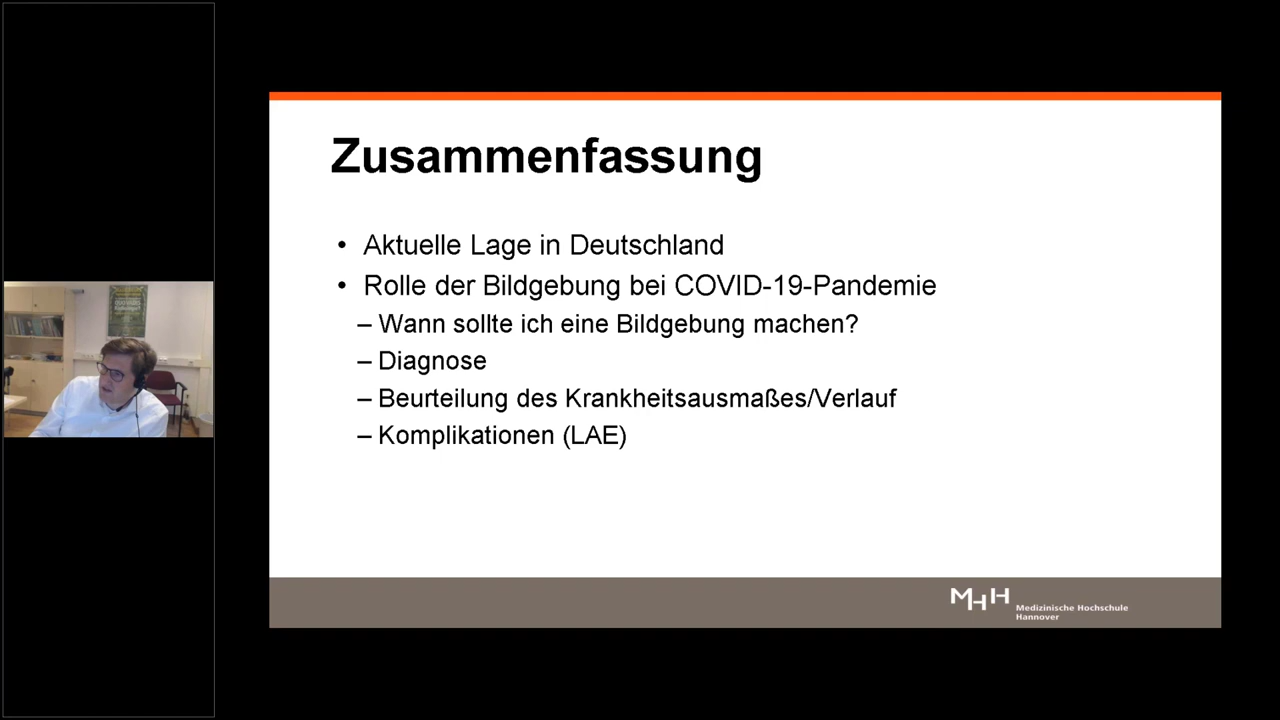 Zusammenfassung
• Aktuelle Lage in Deutschland
• Rolle der Bildgebung bei COVID-19-Pandemie
– Wann sollte ich eine Bildgebung machen?
– Diagnose
– Beurteilung des Krankheitsausmaßes/Verlauf
– Komplikationen (LAE)
MHH
Medizinische Hochschule
Hannover